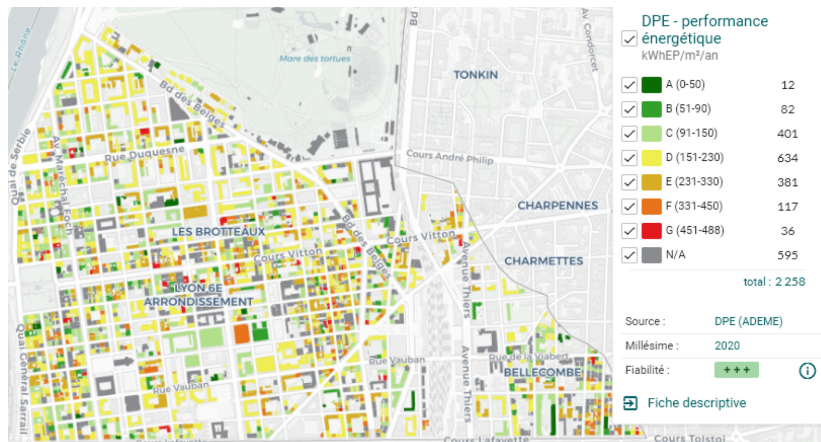 Le Rhône
Bd
Av. Condorcet
Mare des tortues
TONKIN
Bd des Belges
Quai de Serbie
Av. Maréchal Foch
Rue Duquesne
Cours André Philip
CHARPENNES
LES BROTTEAUX
Bd des Belges
Cours Vitton
Cours Vitton
CHARMETTES
LYON 6E
ARRONDISSEMENT
Avenue Thiers
Quai Général Sarrail
Rue Vauban
Rue de la Viabert
BELLECOMBE
Rue Vauban
Avenue Thiers
Cours Lafayette
Cours Tolstoï
DPE - performance
énergétique
kWhEP/m²/an
A (0-50) 12
B (51-90) 82
C (91-150) 401
D (151-230) 634
E (231-330) 381
F (331-450) 117
G (451-488) 36
N/A 595
total : 2 258
Source : DPE (ADEME)
Millésime : 2020
Fiabilité : +++
Fiche descriptive